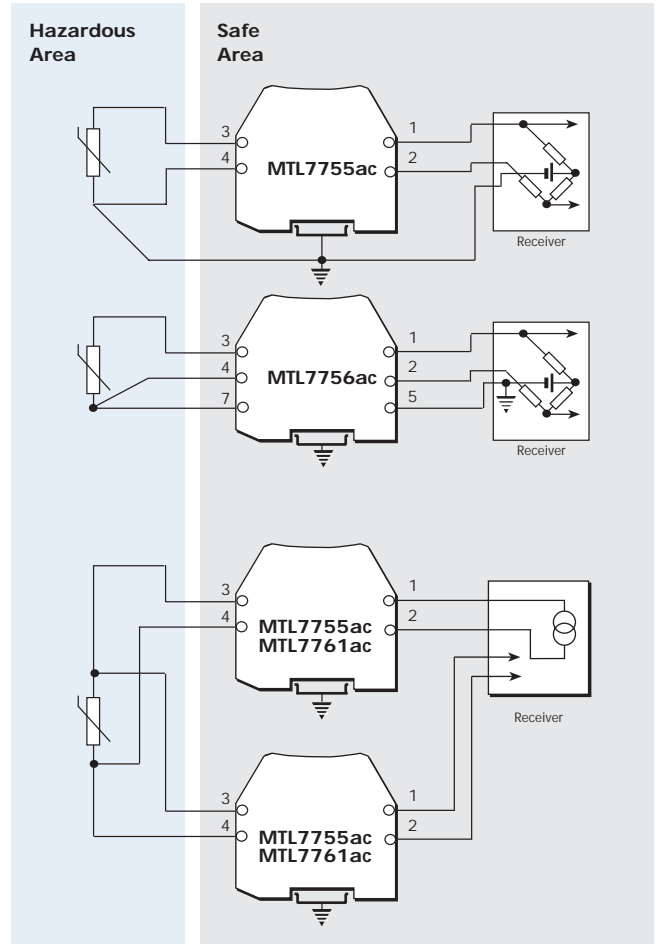 Hazardous
Area
Safe
Area
3
4
MTL7755ac
1
2
Receiver
3
4
7
MTL7756ac
1
2
5
Receiver
3
4
MTL7755ac
MTL7761ac
1
2
Receiver
3
4
MTL7755ac
MTL7761ac
1
2